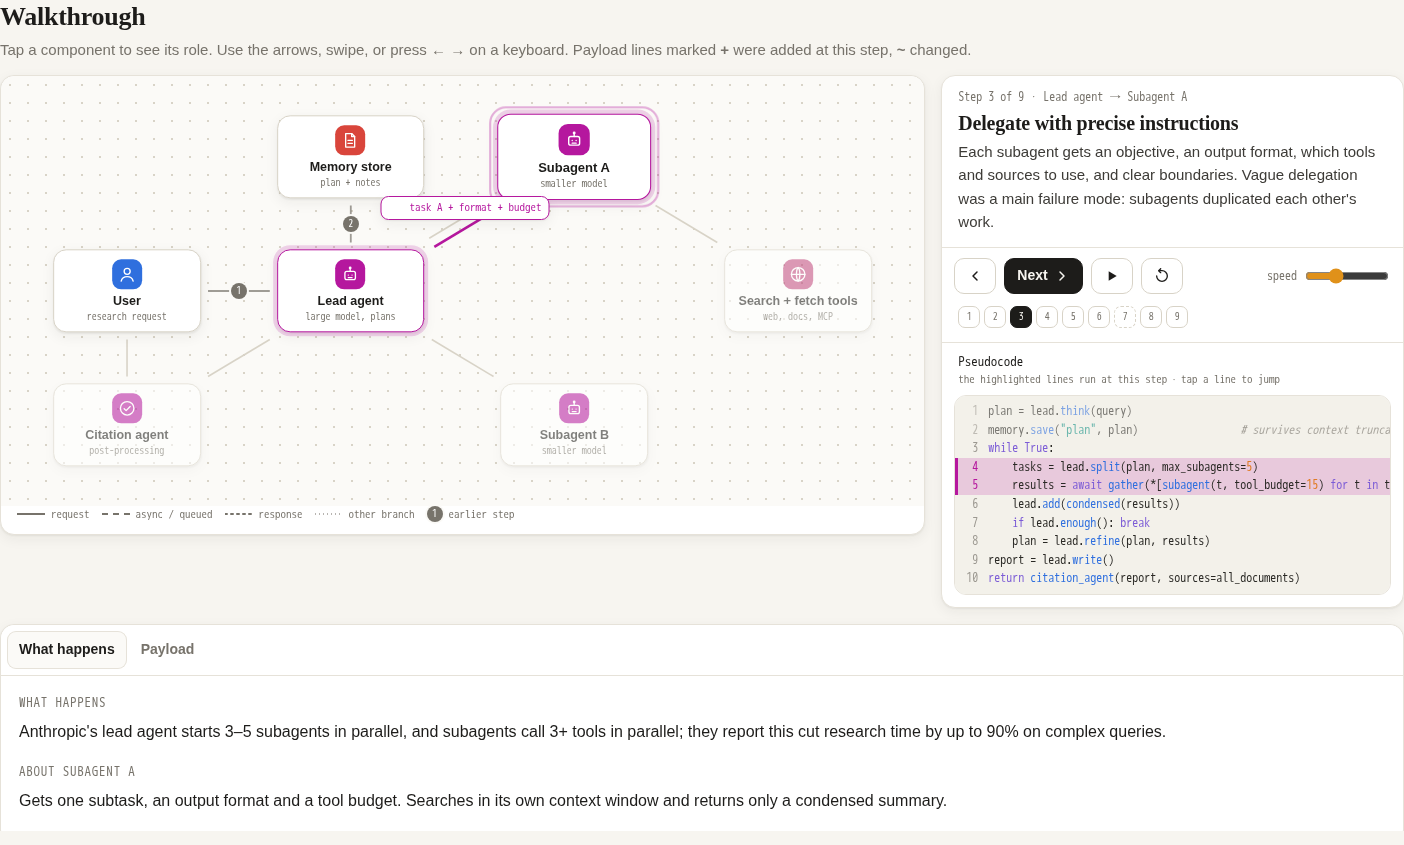 Walkthrough
Tap a component to see its role. Use the arrows, swipe, or press ← → on a keyboard. Payload lines marked + were added at this step, ~ changed.
Memory store
plan + notes
Subagent A
smaller model
task A + format + budget
2
User
research request
1
Lead agent
large model, plans
Search + fetch tools
web, docs, MCP
Citation agent
post-processing
Subagent B
smaller model
request
async / queued
response
other branch
1 earlier step
Step 3 of 9 · Lead agent → Subagent A
Delegate with precise instructions
Each subagent gets an objective, an output format, which tools
and sources to use, and clear boundaries. Vague delegation
was a main failure mode: subagents duplicated each other's
work.
Next
speed
1 2 3 4 5 6 7 8 9
Pseudocode
the highlighted lines run at this step · tap a line to jump
1 plan = lead.think(query)
2 memory.save("plan", plan) # survives context trunca
3 while True:
4 tasks = lead.split(plan, max_subagents=5)
5 results = await gather(*[subagent(t, tool_budget=15) for t in t
6 lead.add(condensed(results))
7 if lead.enough(): break
8 plan = lead.refine(plan, results)
9 report = lead.write()
10 return citation_agent(report, sources=all_documents)
What happens
Payload
WHAT HAPPENS
Anthropic's lead agent starts 3–5 subagents in parallel, and subagents call 3+ tools in parallel; they report this cut research time by up to 90% on complex queries.
ABOUT SUBAGENT A
Gets one subtask, an output format and a tool budget. Searches in its own context window and returns only a condensed summary.